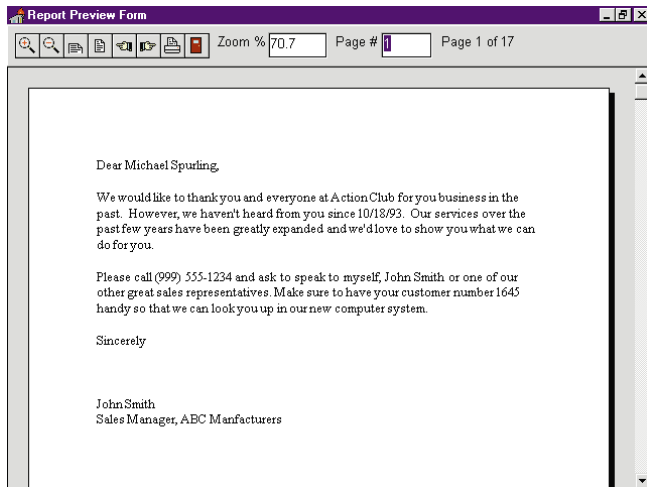 Report Preview Form
Zoom % 70.7 Page # 1 Page 1 of 17
Dear Michael Spurling,
We would like to thank you and everyone at Action Club for you business in the
past. However, we haven't heard from you since 10/18/93. Our services over the
past few years have been greatly expanded and we'd love to show you what we can
do for you.
Please call (999) 555-1234 and ask to speak to myself, John Smith or one of our
other great sales representatives. Make sure to have your customer number 1645
handy so that we can look you up in our new computer system.
Sincerely
John Smith
Sales Manager, ABC Manfacturers